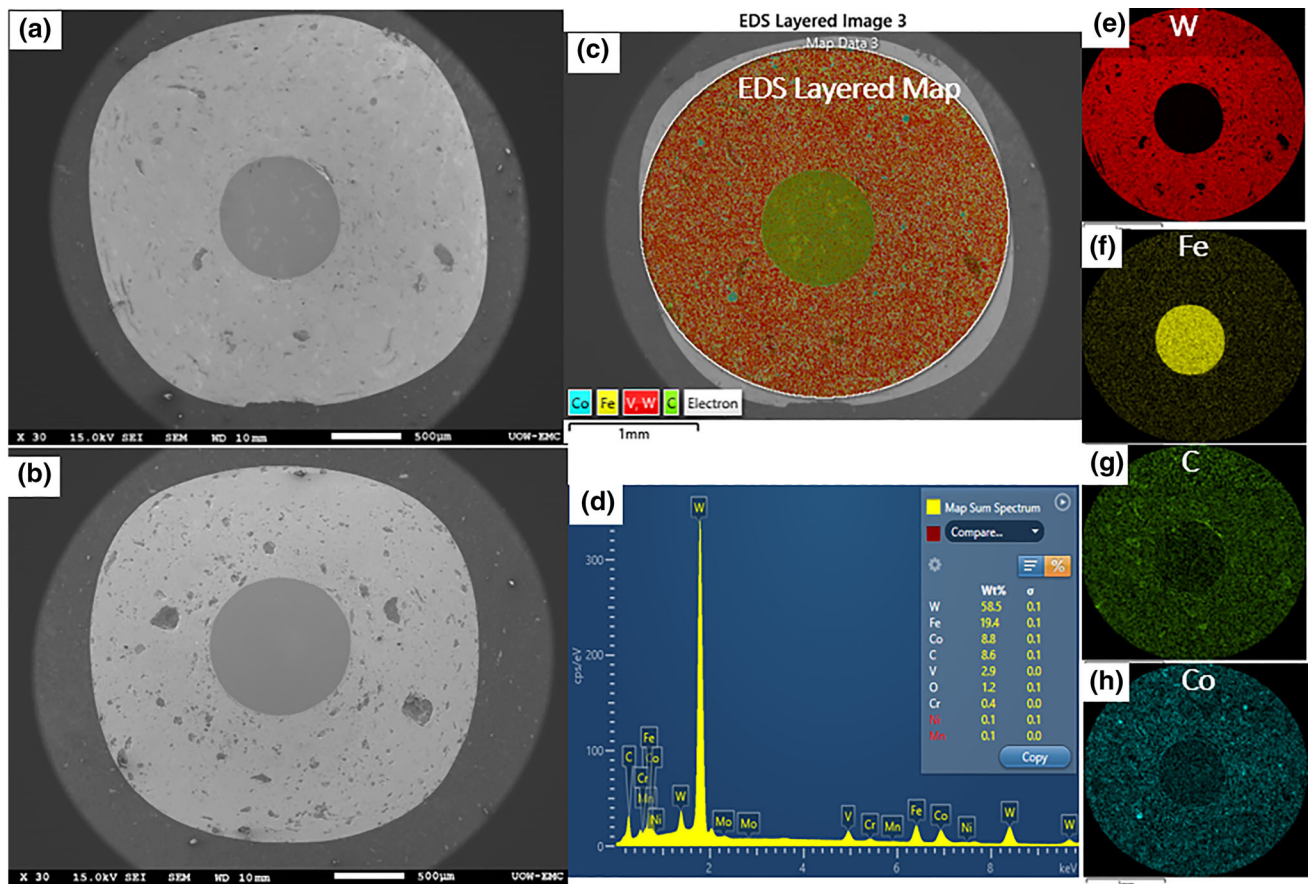 (a)
X 30 15.0kV SEI SEM WD 10mm 500μm UOW-EMC
(b)
X 30 15.0kV SEI SEM WD 10mm 500μm UOW-EMC
EDS Layered Image 3
(c)
Map Data 3
EDS Layered Map
Co Fe V, W C Electron
1mm
(d)
cps/eV
300
200
100
0
W
Fe
C
Co
Cr
Mn
Ni
W
Mo
Mo
V
Cr
Mn
Fe
Co
Ni
W
W
2
4
6
8
keV
Map Sum Spectrum
Compare...
%
Wt% σ
W 58.5 0.1
Fe 19.4 0.1
Co 8.8 0.1
C 8.6 0.1
V 2.9 0.0
O 1.2 0.1
Cr 0.4 0.0
Ni 0.1 0.1
Mn 0.1 0.0
Copy
(e)
W
(f)
Fe
(g)
C
(h)
Co